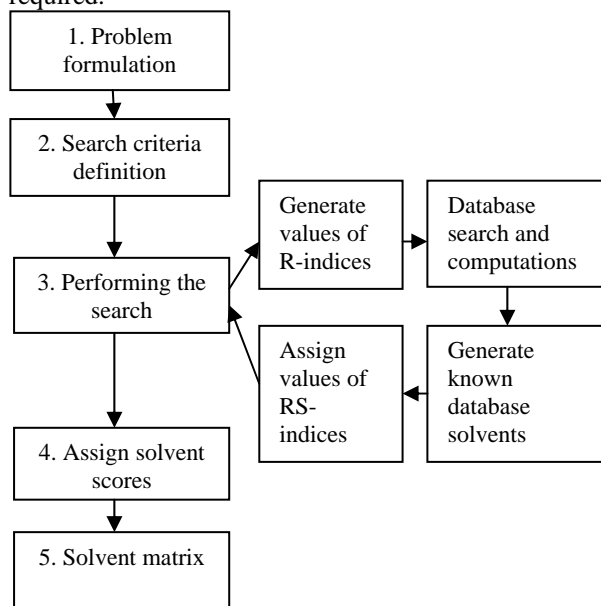 required.
1. Problem
formulation
2. Search criteria
definition
3. Performing the
search
Generate
values of
R-indices
Database
search and
computations
Generate
known
database
solvents
Assign
values of
RS-
indices
4. Assign solvent
scores
5. Solvent matrix